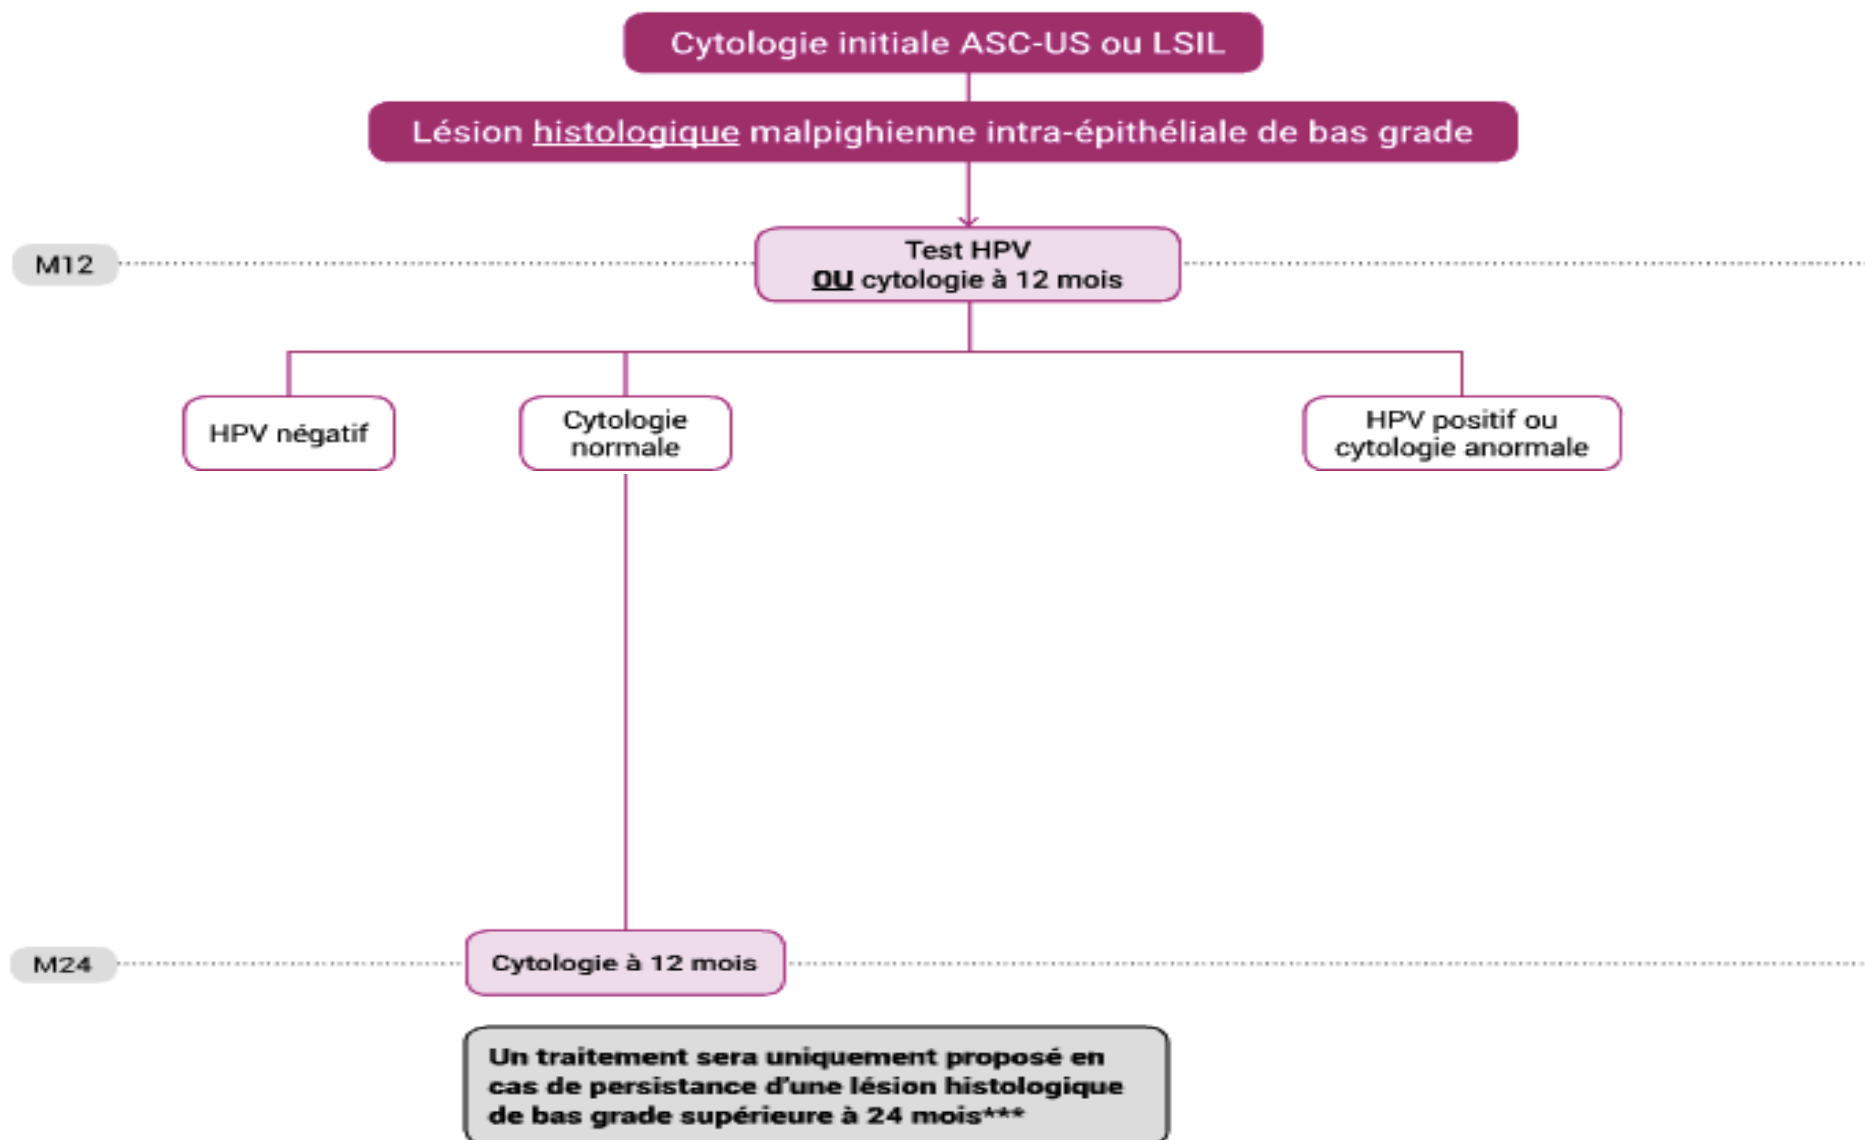 Cytologie initiale ASC-US ou LSIL
Lésion histologique malpighienne intra-épithéliale de bas grade
M12
Test HPV
OU cytologie à 12 mois
HPV négatif
Cytologie
normale
HPV positif ou
cytologie anormale
M24
Cytologie à 12 mois
Un traitement sera uniquement proposé en
cas de persistance d'une lésion histologique
de bas grade supérieure à 24 mois***